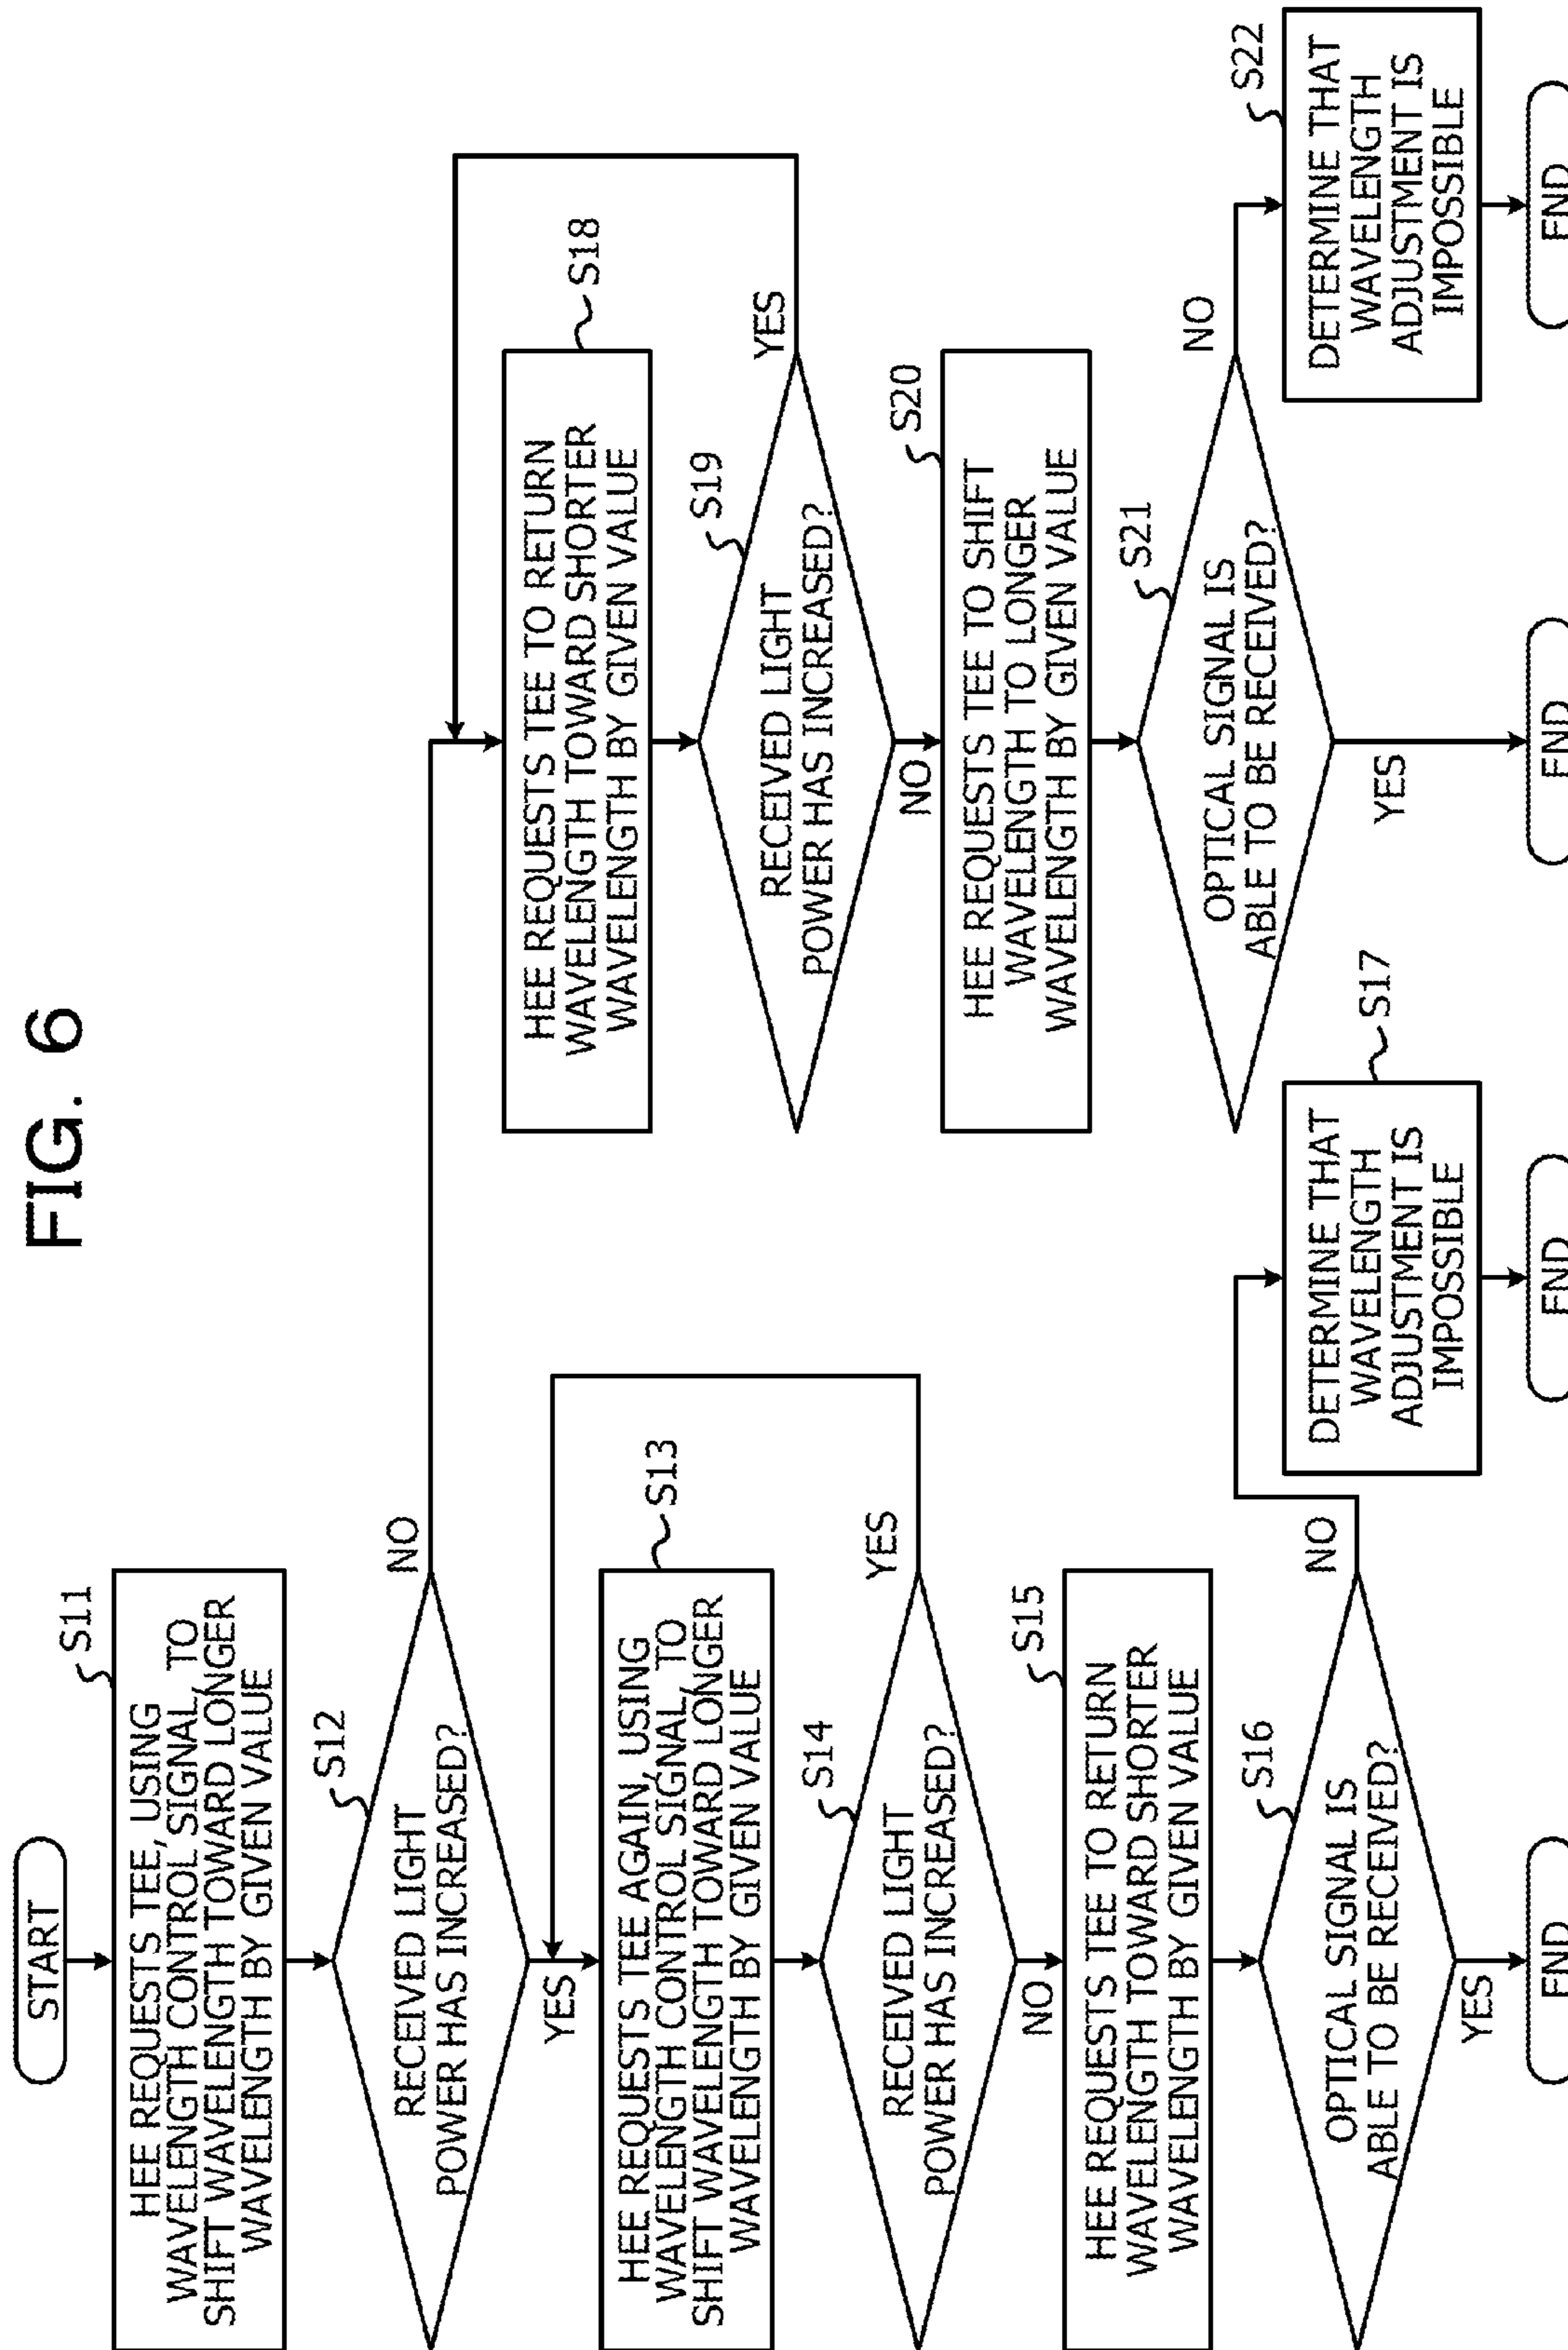 FIG. 6
START
S11
HEE REQUESTS TEE, USING
WAVELENGTH CONTROL SIGNAL, TO
SHIFT WAVELENGTH TOWARD LONGER
WAVELENGTH BY GIVEN VALUE
S12
RECEIVED LIGHT
POWER HAS INCREASED?
NO
YES
S13
HEE REQUESTS TEE AGAIN, USING
WAVELENGTH CONTROL SIGNAL, TO
SHIFT WAVELENGTH TOWARD LONGER
WAVELENGTH BY GIVEN VALUE
S14
RECEIVED LIGHT
POWER HAS INCREASED?
YES
NO
S15
HEE REQUESTS TEE TO RETURN
WAVELENGTH TOWARD SHORTER
WAVELENGTH BY GIVEN VALUE
S16
OPTICAL SIGNAL IS
ABLE TO BE RECEIVED?
NO
YES
END
S17
DETERMINE THAT
WAVELENGTH
ADJUSTMENT IS
IMPOSSIBLE
END
S18
HEE REQUESTS TEE TO RETURN
WAVELENGTH TOWARD SHORTER
WAVELENGTH BY GIVEN VALUE
S19
RECEIVED LIGHT
POWER HAS INCREASED?
YES
NO
S20
HEE REQUESTS TEE TO SHIFT
WAVELENGTH TO LONGER
WAVELENGTH BY GIVEN VALUE
S21
OPTICAL SIGNAL IS
ABLE TO BE RECEIVED?
NO
YES
END
S22
DETERMINE THAT
WAVELENGTH
ADJUSTMENT IS
IMPOSSIBLE
END